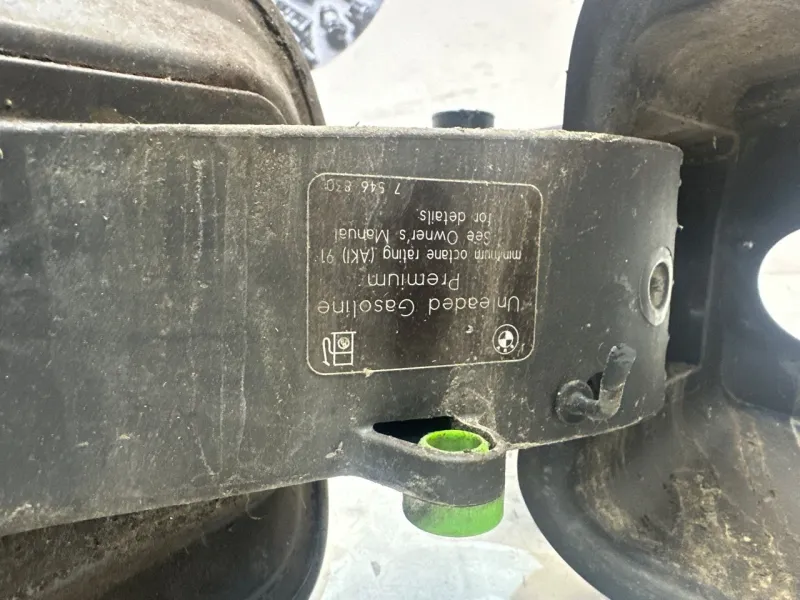 Unleaded Gasoline
Premium
minimum octane rating (AKI) 91
See Owner's Manual
for details.
7 546 830